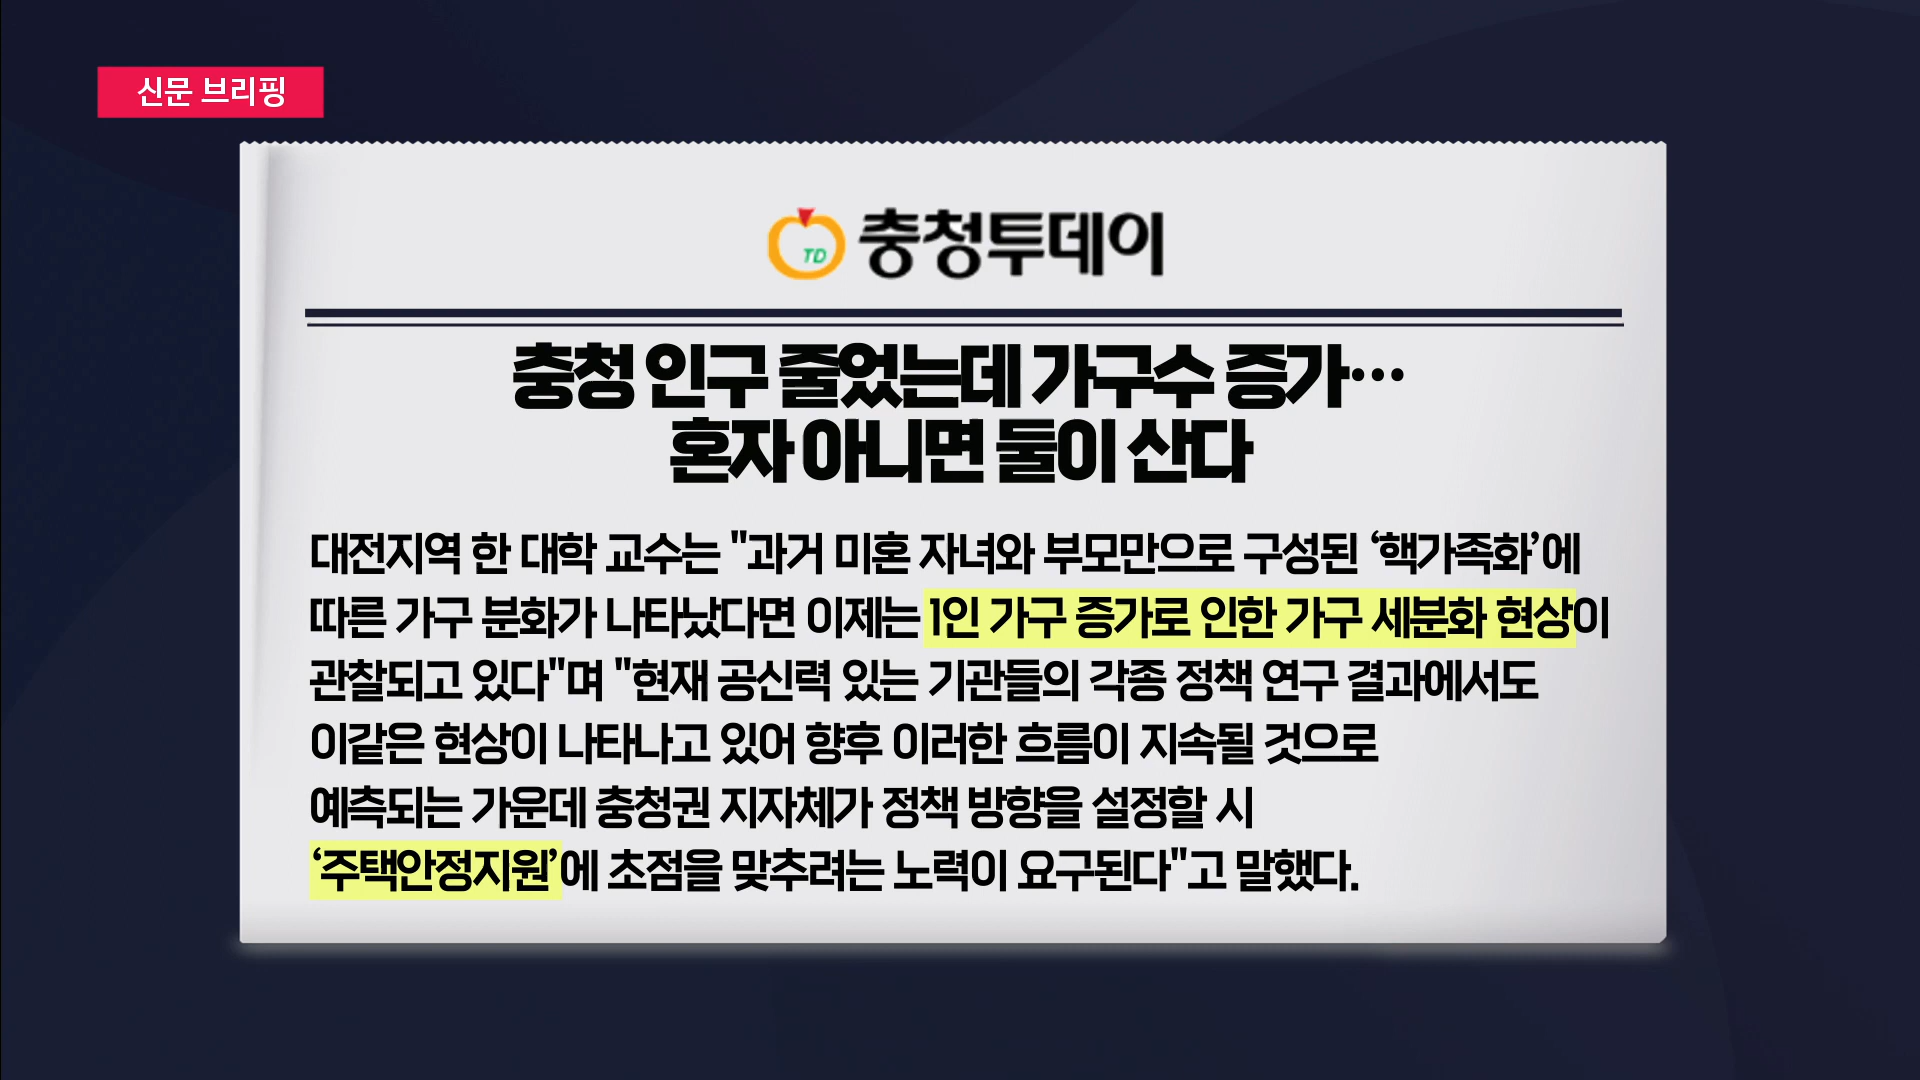 신문 브리핑
TD 충청투데이
충청 인구 줄었는데 가구수 증가…
혼자 아니면 둘이 산다
대전지역 한 대학 교수는 "과거 미혼 자녀와 부모만으로 구성된 ‘핵가족화’에
따른 가구 분화가 나타났다면 이제는 1인 가구 증가로 인한 가구 세분화 현상이
관찰되고 있다"며 "현재 공신력 있는 기관들의 각종 정책 연구 결과에서도
이같은 현상이 나타나고 있어 향후 이러한 흐름이 지속될 것으로
예측되는 가운데 충청권 지자체가 정책 방향을 설정할 시
‘주택안정지원’에 초점을 맞추려는 노력이 요구된다"고 말했다.